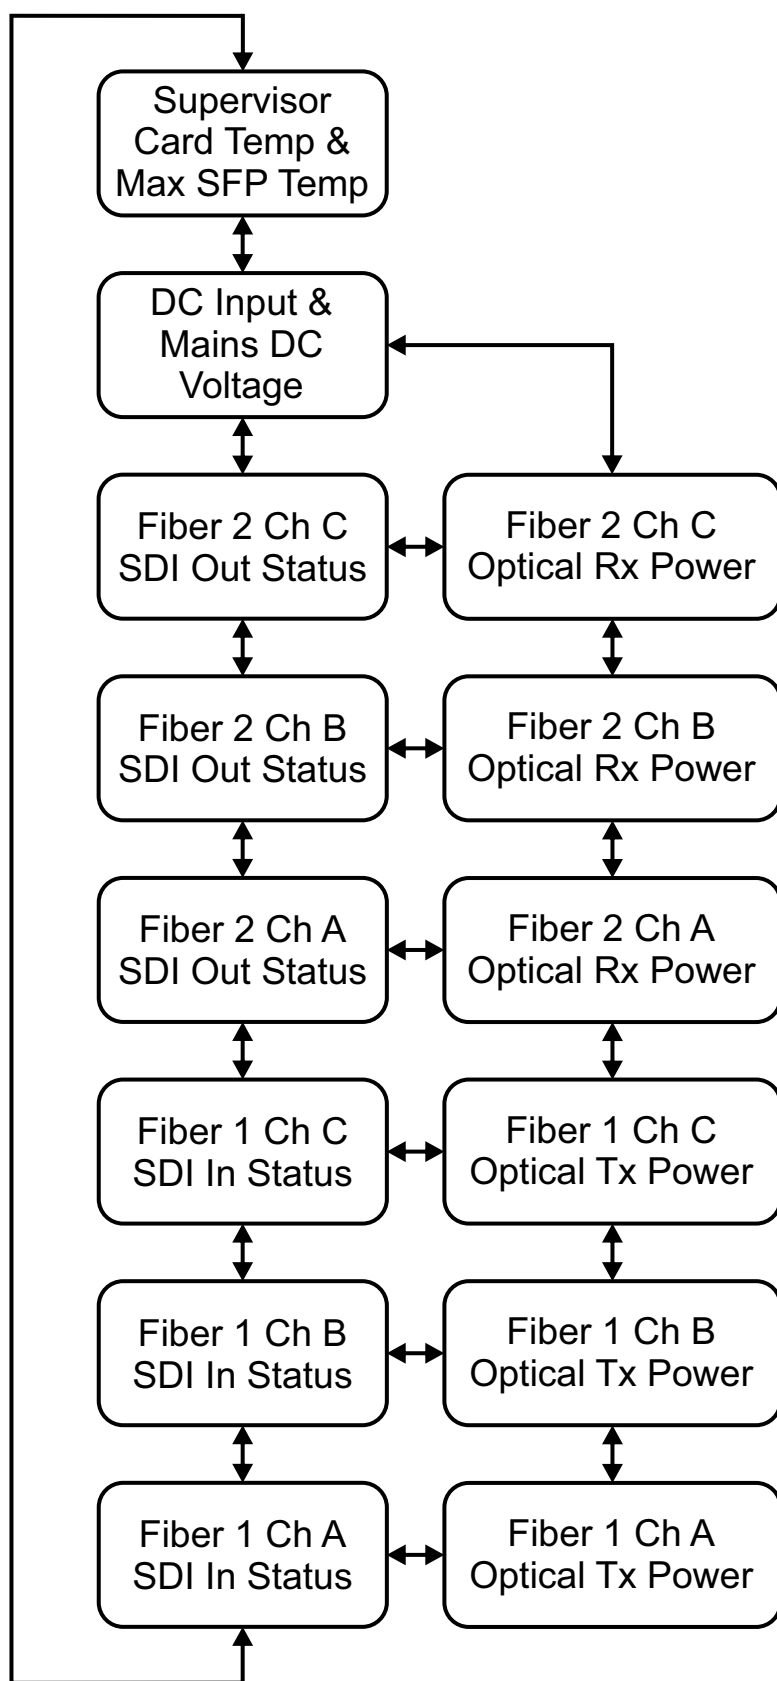 Supervisor
Card Temp &
Max SFP Temp
DC Input &
Mains DC
Voltage
Fiber 2 Ch C
SDI Out Status
Fiber 2 Ch C
Optical Rx Power
Fiber 2 Ch B
SDI Out Status
Fiber 2 Ch B
Optical Rx Power
Fiber 2 Ch A
SDI Out Status
Fiber 2 Ch A
Optical Rx Power
Fiber 1 Ch C
SDI In Status
Fiber 1 Ch C
Optical Tx Power
Fiber 1 Ch B
SDI In Status
Fiber 1 Ch B
Optical Tx Power
Fiber 1 Ch A
SDI In Status
Fiber 1 Ch A
Optical Tx Power